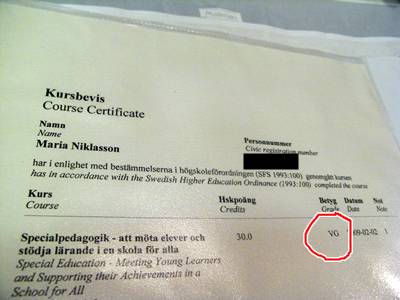 Kursbevis
Course Certificate
Namn
Name
Maria Niklasson
Personnummer
Civic registration number
har i enlighet med bestämmelserna i högskoleförordningen (SFS 1993:100) genomgått kursen
has in accordance with the Swedish Higher Education Ordinance (1993:100) completed the course
Kurs Hskpoäng Betyg Datum Not
Course Credits Grade Date Note
Specialpedagogik - att möta elever och 30.0 VG 2009-02-02 1
stödja lärande i en skola för alla
Special Education - Meeting Young Learners
and Supporting their Achievements in a
School for All